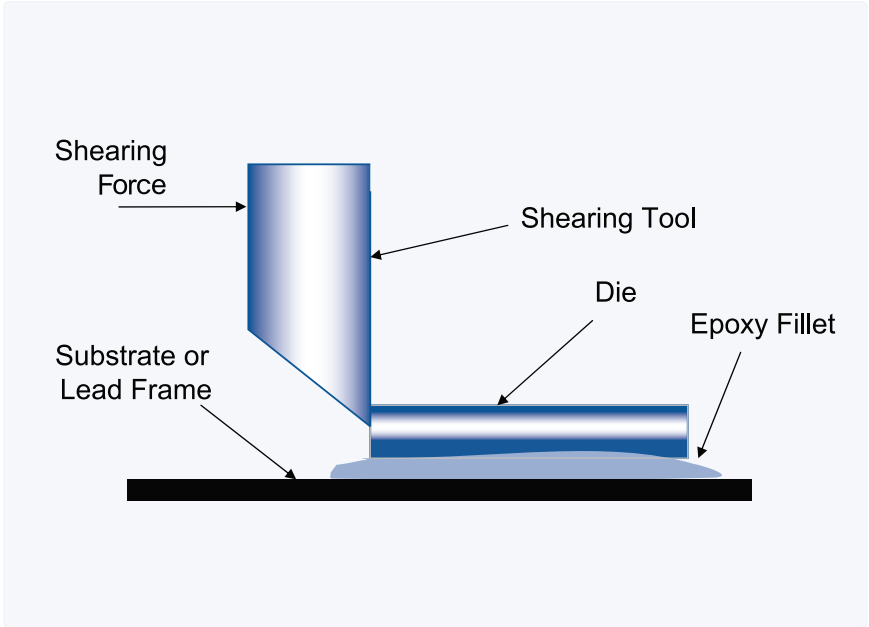 Shearing
Force
Shearing Tool
Die
Epoxy Fillet
Substrate or
Lead Frame